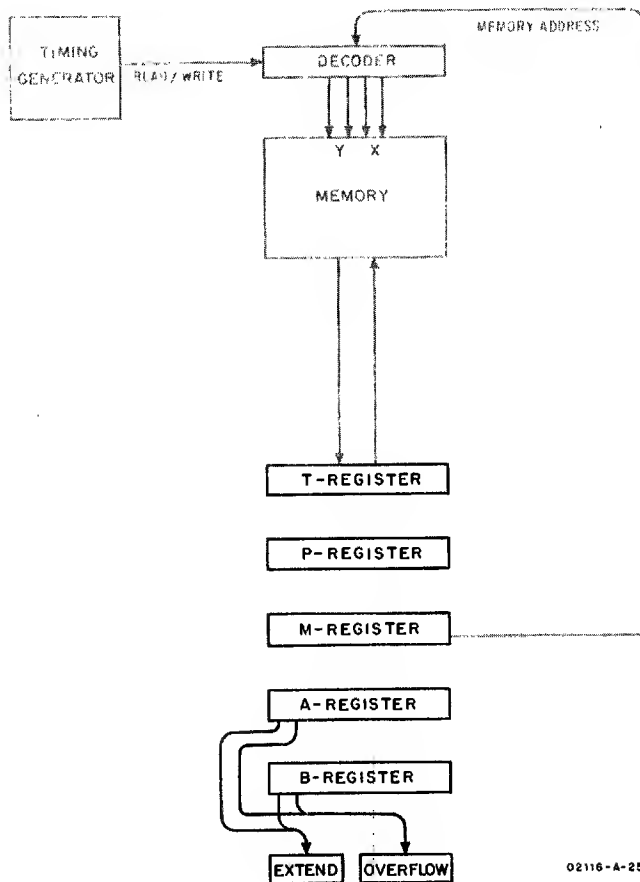 MEMORY ADDRESS
TIMING
GENERATOR
READ/WRITE
DECODER
Y X
MEMORY
T-REGISTER
P-REGISTER
M-REGISTER
A-REGISTER
B-REGISTER
EXTEND
OVERFLOW
02116-A-25